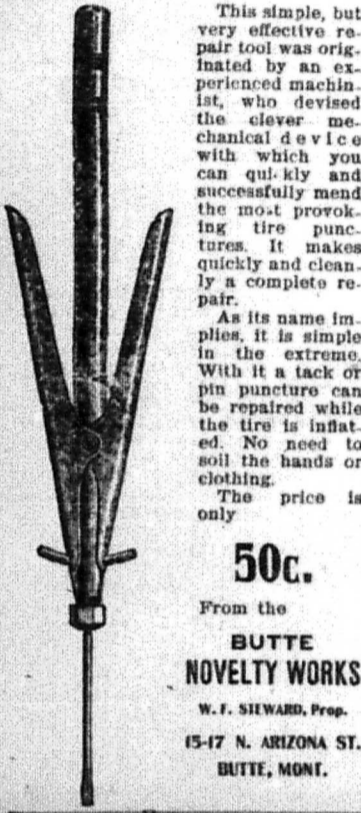 This simple, but
very effective re-
pair tool was orig-
inated by an ex-
perienced machin-
ist, who devised
the clever me-
chanical device
with which you
can qui-kly and
successfully mend
the most provok-
ing tire punc-
tures. It makes
quickly and clean-
ly a complete re-
pair.
As its name im-
plies, it is simple
in the extreme.
With it a tack or
pin puncture can
be repaired while
the tire is inflat-
ed. No need to
soil the hands or
clothing.
The price is
only
50c.
From the
BUTTE
NOVELTY WORKS
W. F. SIEWARD, Prop.
15-17 N. ARIZONA ST.
BUTTE, MONT.